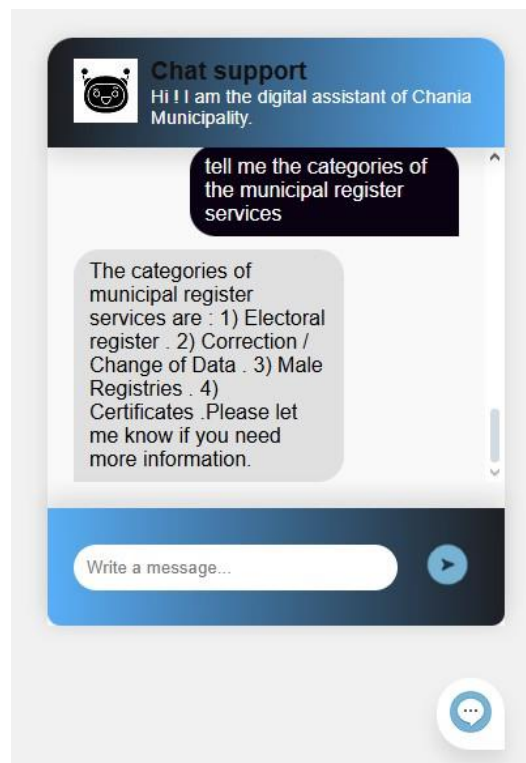 Chat support
Hi ! I am the digital assistant of Chania
Municipality.
tell me the categories of
the municipal register
services
The categories of
municipal register
services are : 1) Electoral
register . 2) Correction /
Change of Data . 3) Male
Registries . 4)
Certificates .Please let
me know if you need
more information.
Write a message...